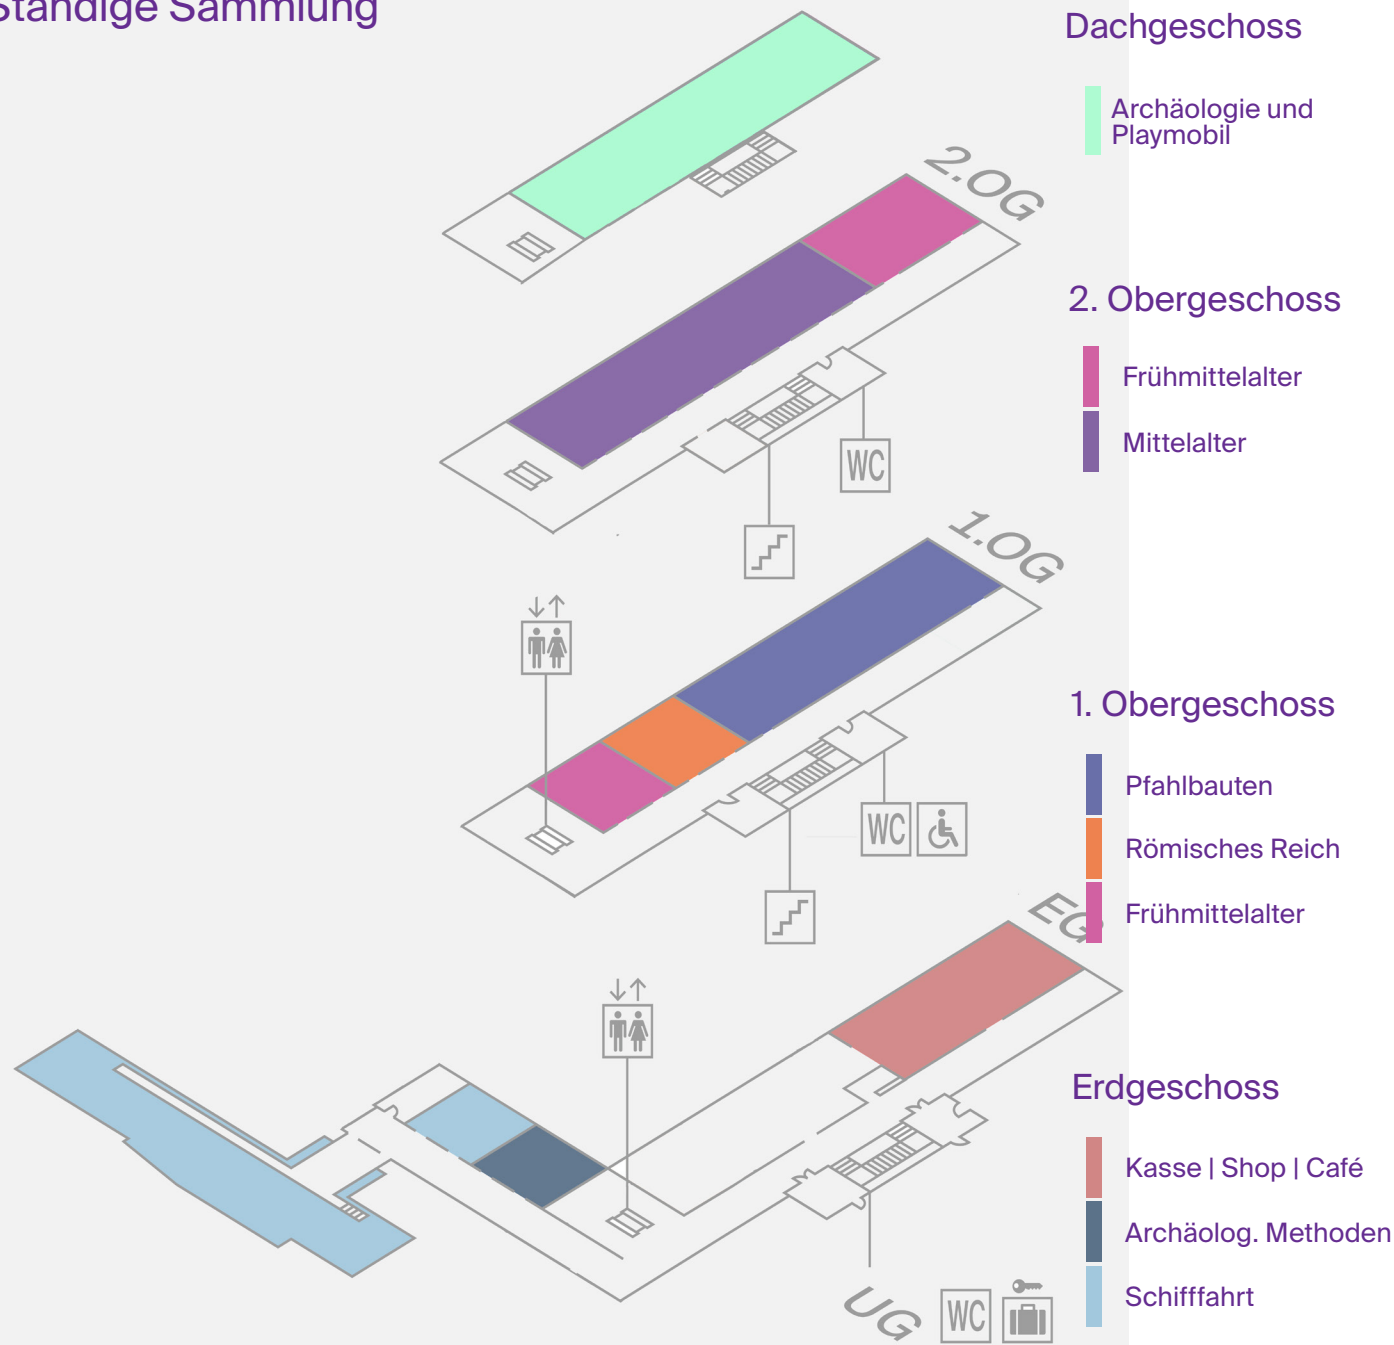 Ständige Sammlung
Dachgeschoss
Archäologie und
Playmobil
2.OG
2. Obergeschoss
Frühmittelalter
Mittelalter
WC
1.OG
1. Obergeschoss
Pfahlbauten
Römisches Reich
Frühmittelalter
WC
EG
Erdgeschoss
Kasse | Shop | Café
Archäolog. Methoden
Schifffahrt
UG
WC